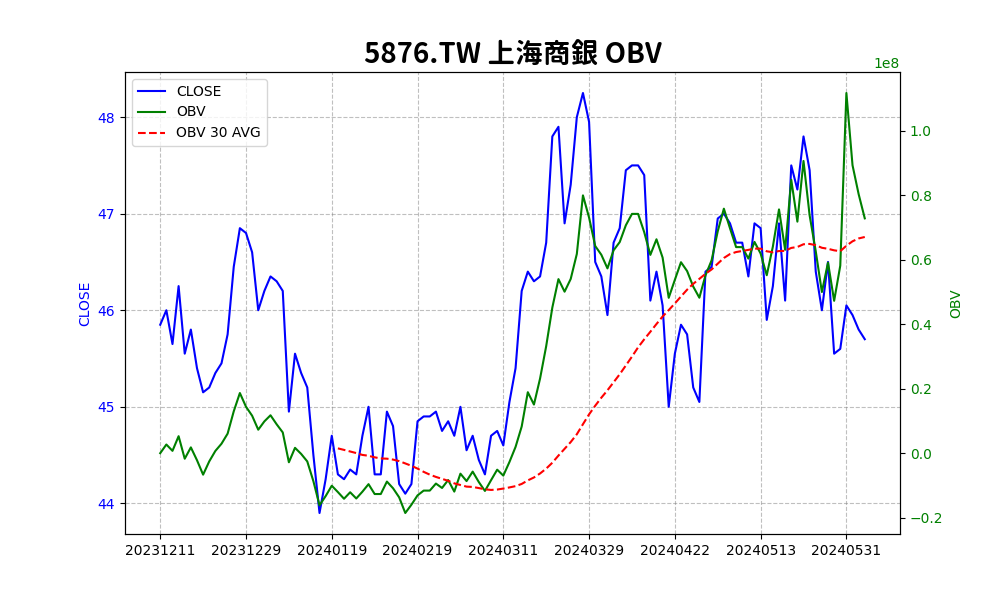 5876.TW 上海商銀 OBV
1e8
CLOSE
OBV
OBV 30 AVG
48
47
46
45
44
CLOSE
1.0
0.8
0.6
0.4
0.2
0.0
−0.2
OBV
20231211 20231229 20240119 20240219 20240311 20240329 20240422 20240513 20240531